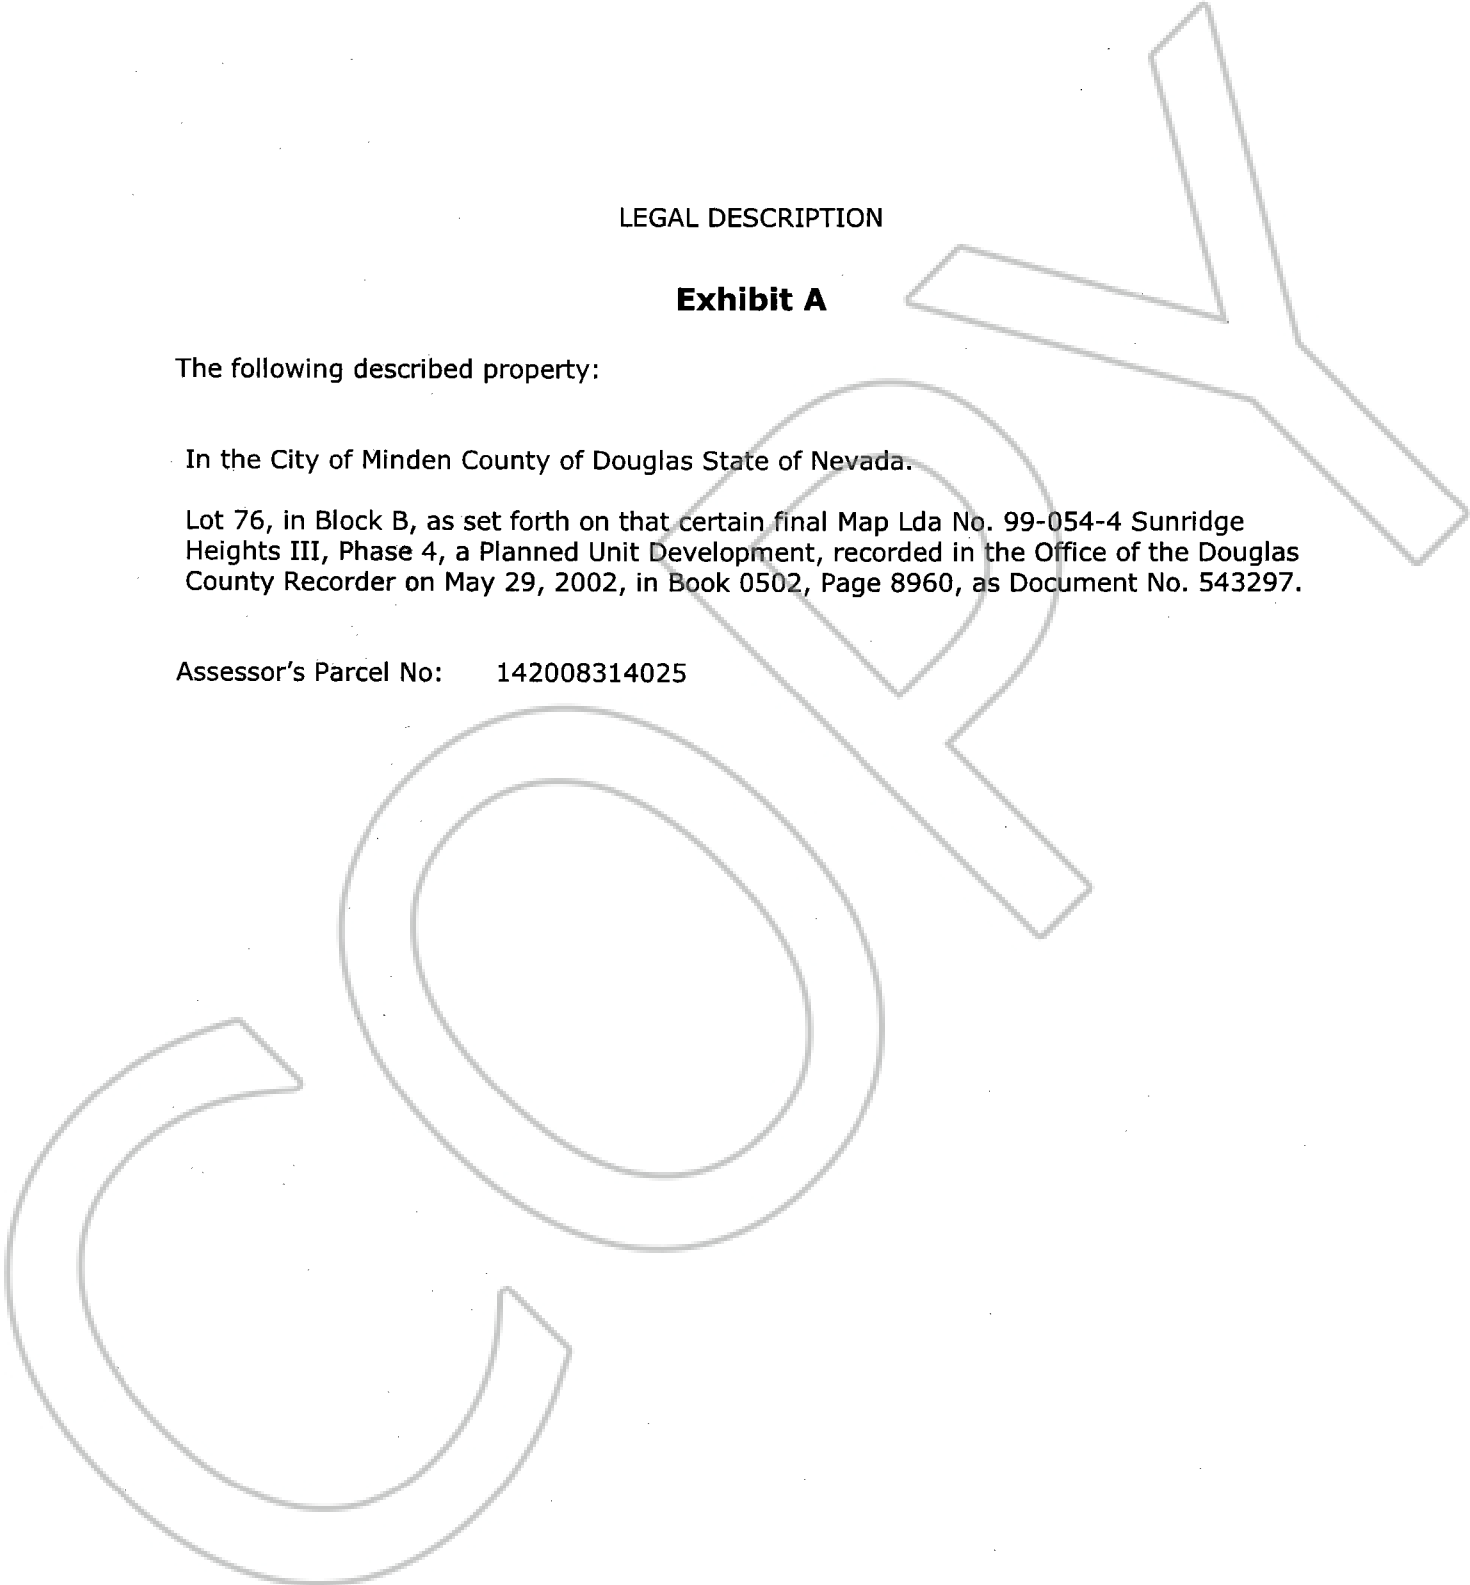 LEGAL DESCRIPTION
Exhibit A
The following described property:
In the City of Minden County of Douglas State of Nevada.
Lot 76, in Block B, as set forth on that certain final Map Lda No. 99-054-4 Sunridge
Heights III, Phase 4, a Planned Unit Development, recorded in the Office of the Douglas
County Recorder on May 29, 2002, in Book 0502, Page 8960, as Document No. 543297.
Assessor's Parcel No: 142008314025
COPY